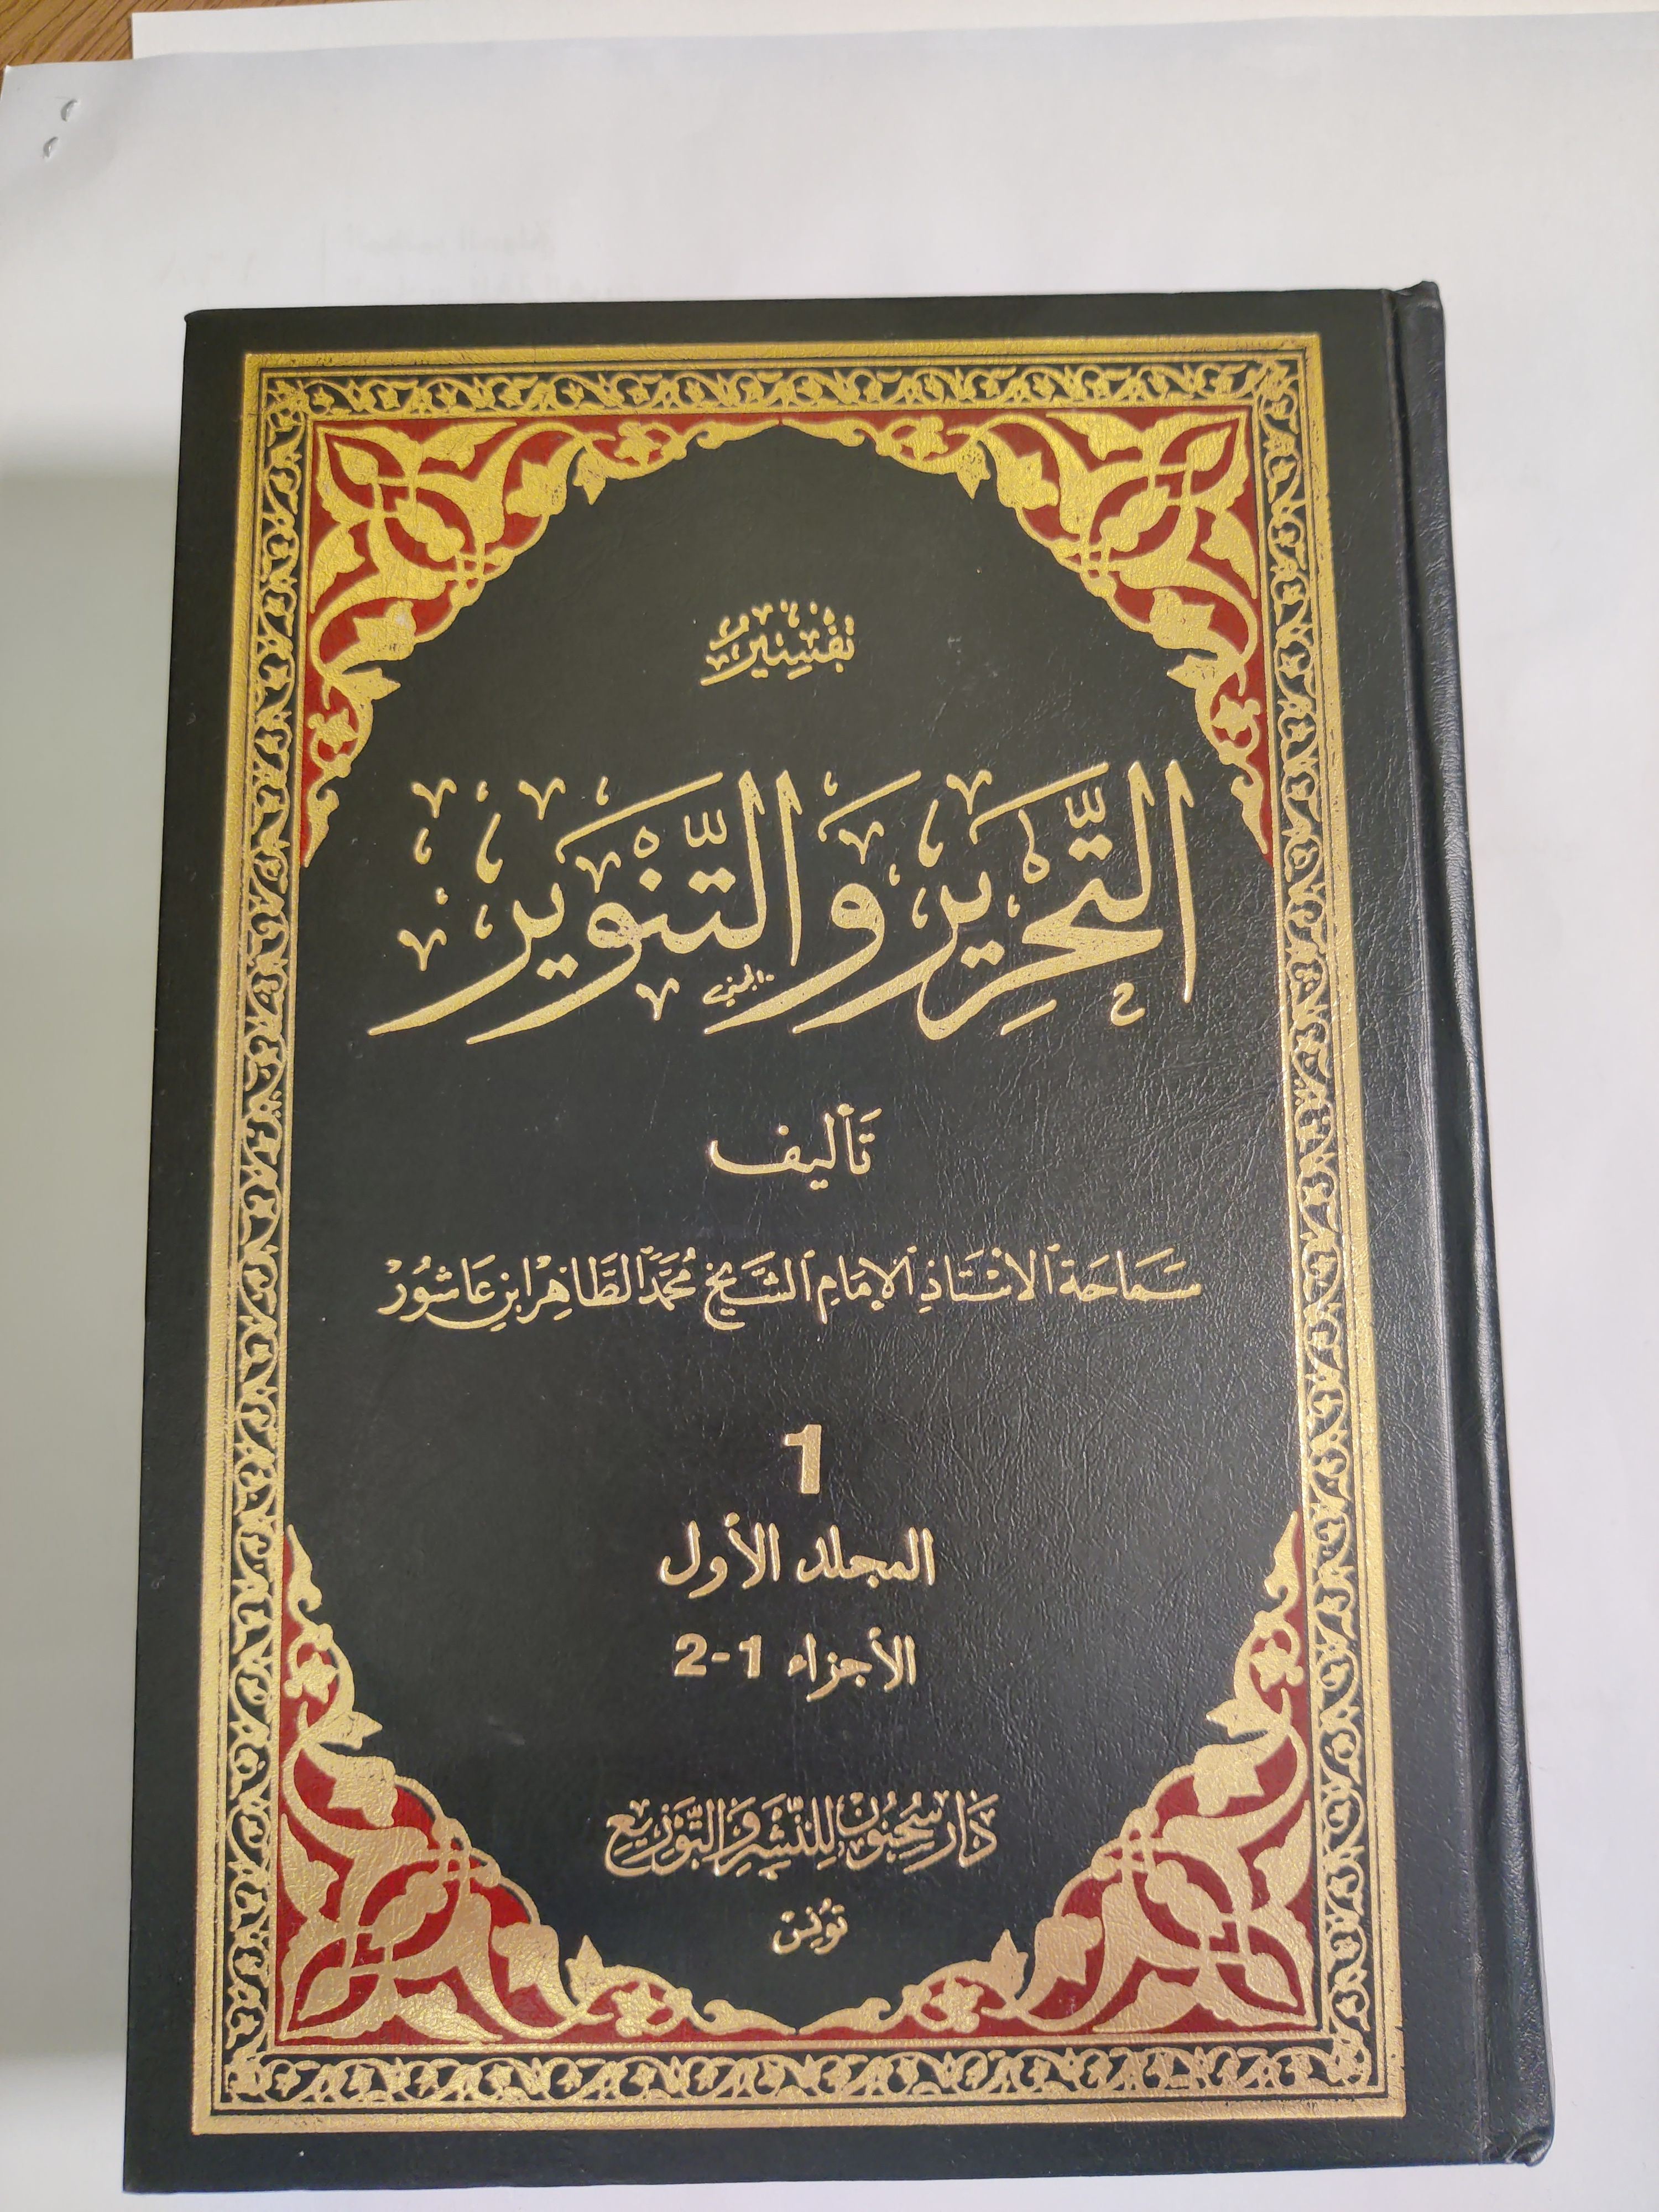 تفسير
التحرير والتنوير
تأليف
سماحة الأستاذ الإمام الشيخ محمد الطاهر ابن عاشور
1
المجلد الأول
الأجزاء 1-2
دار سحنون للنشر والتوزيع
تونس